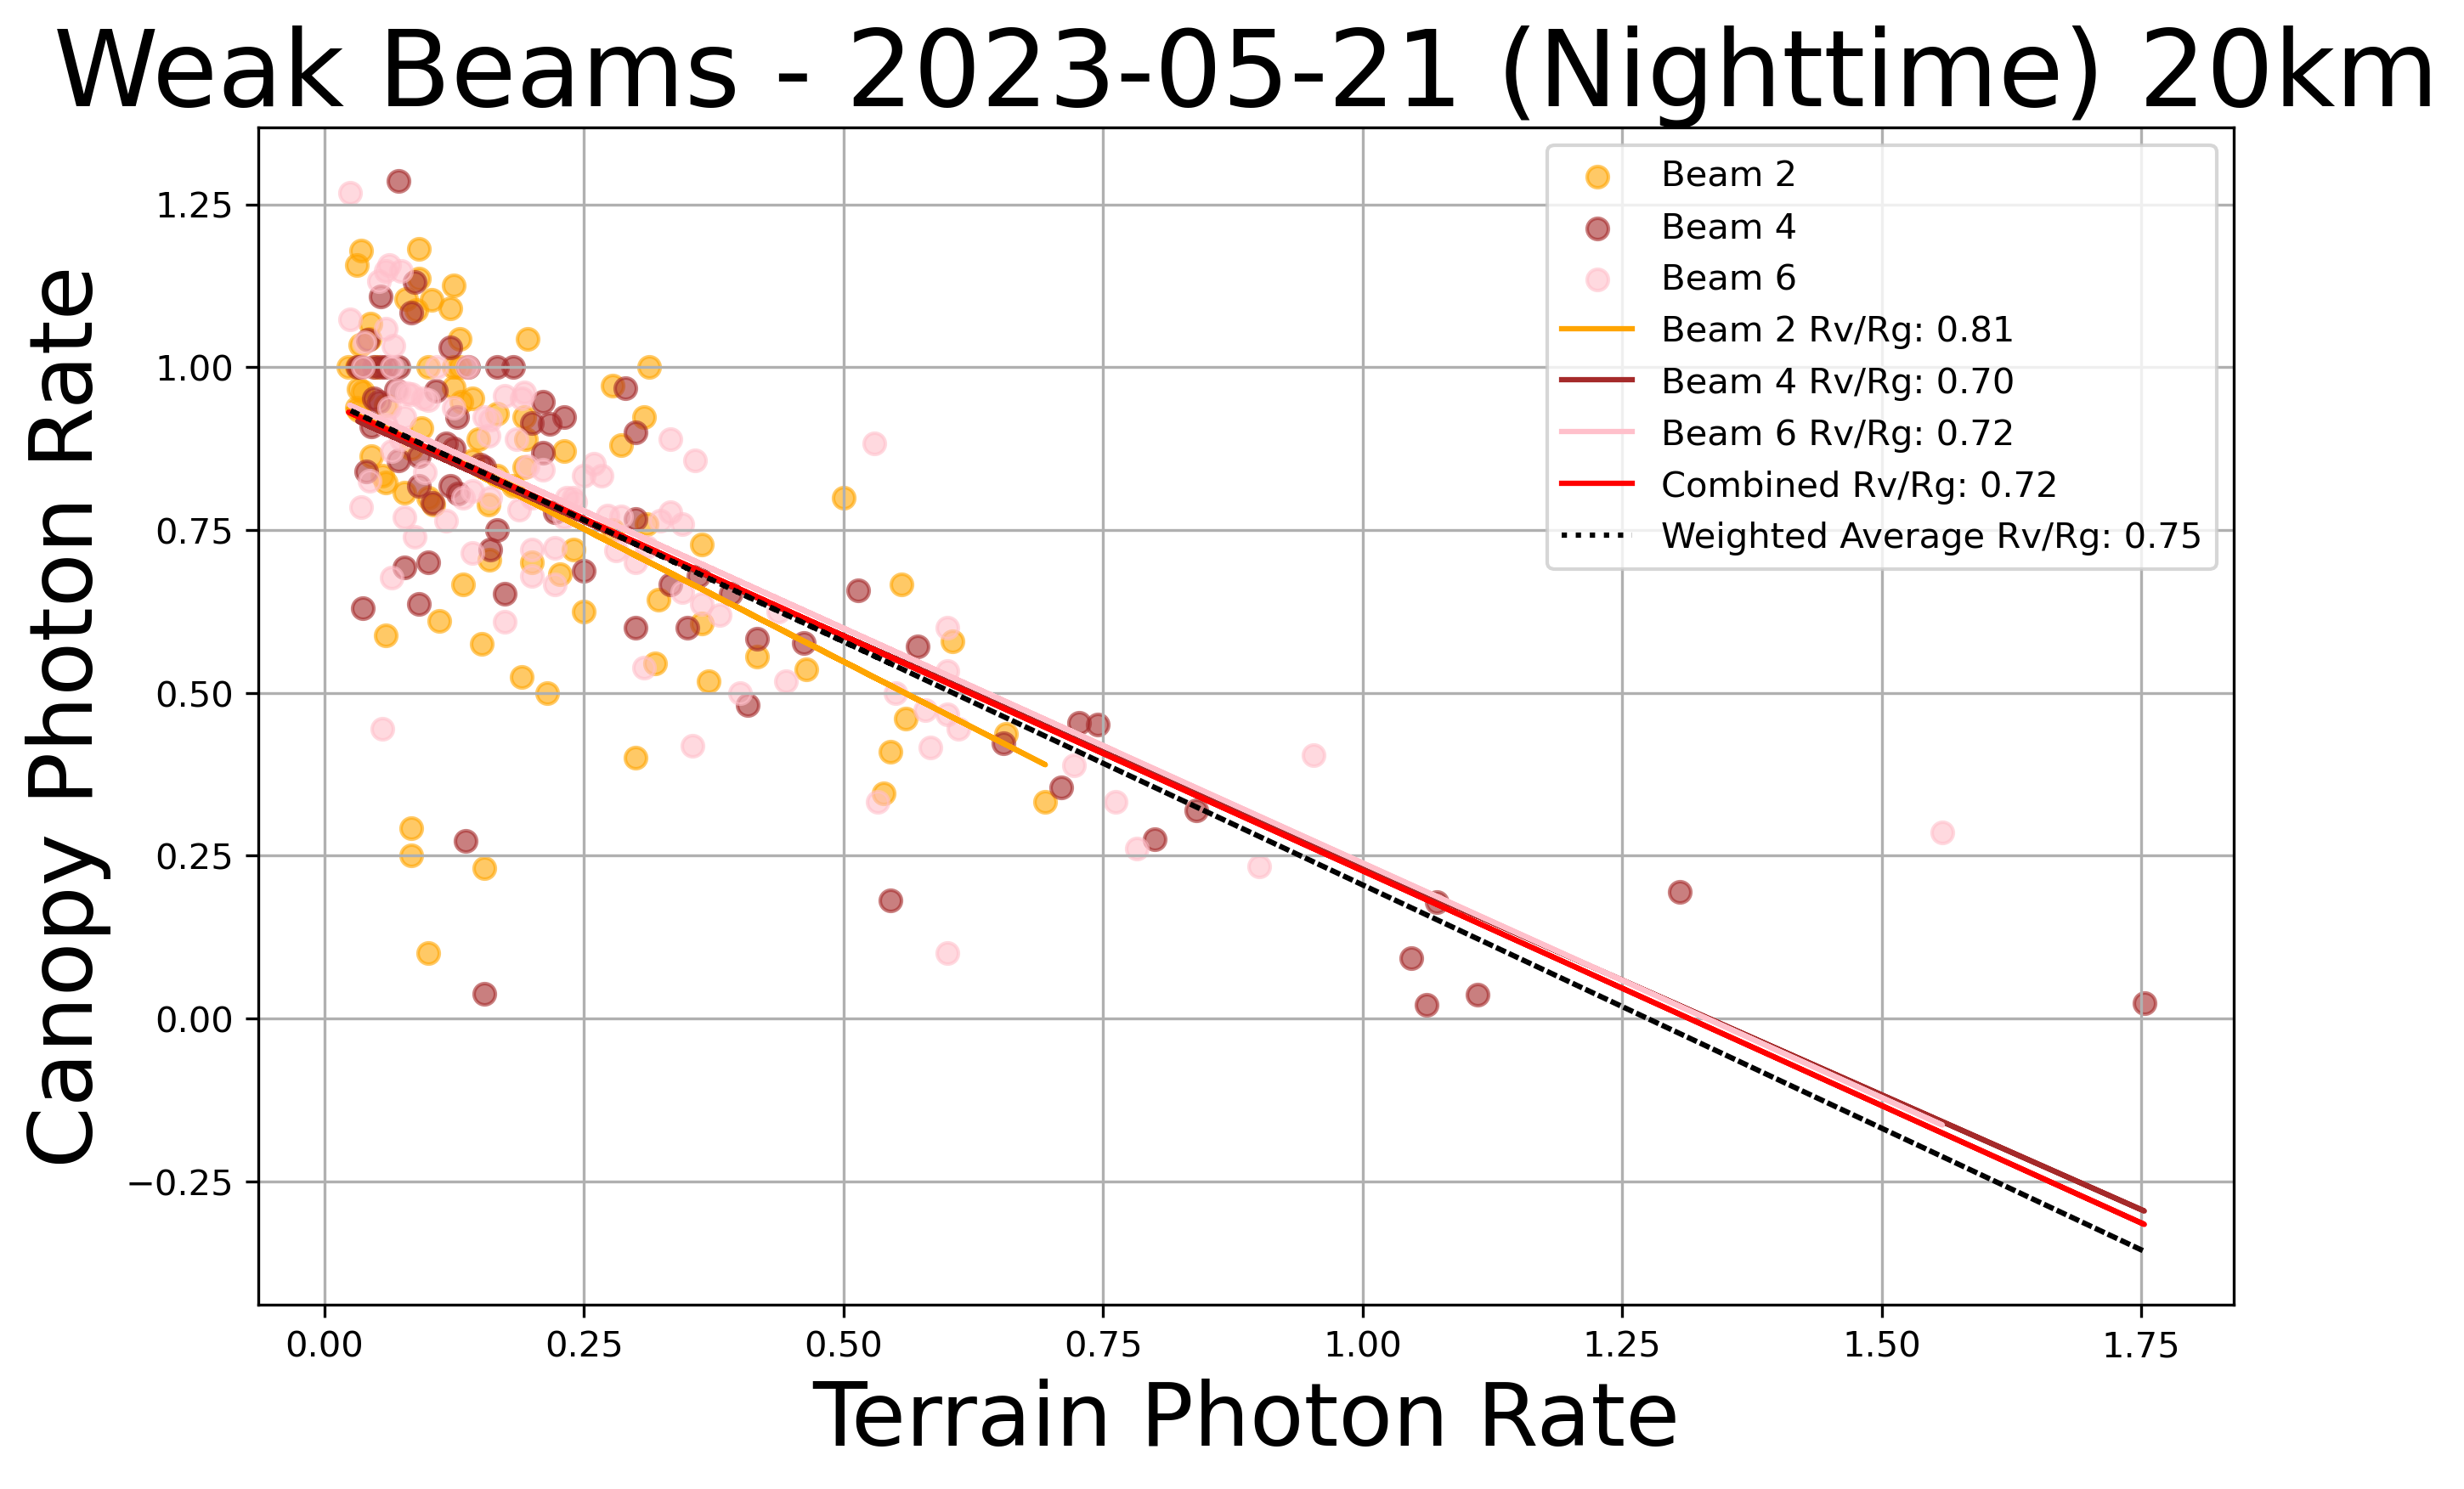 Weak Beams - 2023-05-21 (Nighttime) 20km
Canopy Photon Rate
1.25
1.00
0.75
0.50
0.25
0.00
−0.25
Beam 2
Beam 4
Beam 6
Beam 2 Rv/Rg: 0.81
Beam 4 Rv/Rg: 0.70
Beam 6 Rv/Rg: 0.72
Combined Rv/Rg: 0.72
Weighted Average Rv/Rg: 0.75
0.00 0.25 0.50 0.75 1.00 1.25 1.50 1.75
Terrain Photon Rate